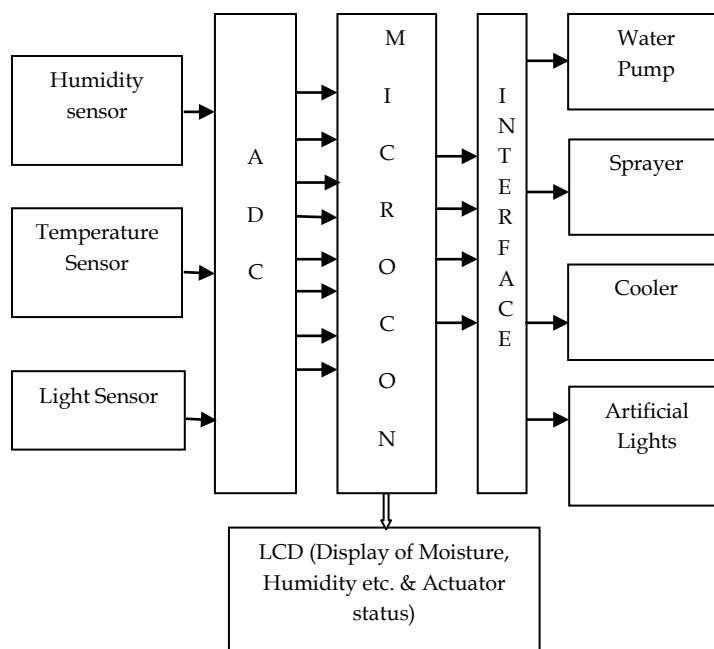 Humidity
sensor
Temperature
Sensor
Light Sensor
A
D
C
M
I
C
R
O
C
O
N
I
N
T
E
R
F
A
C
E
Water
Pump
Sprayer
Cooler
Artificial
Lights
LCD (Display of Moisture,
Humidity etc. & Actuator
status)